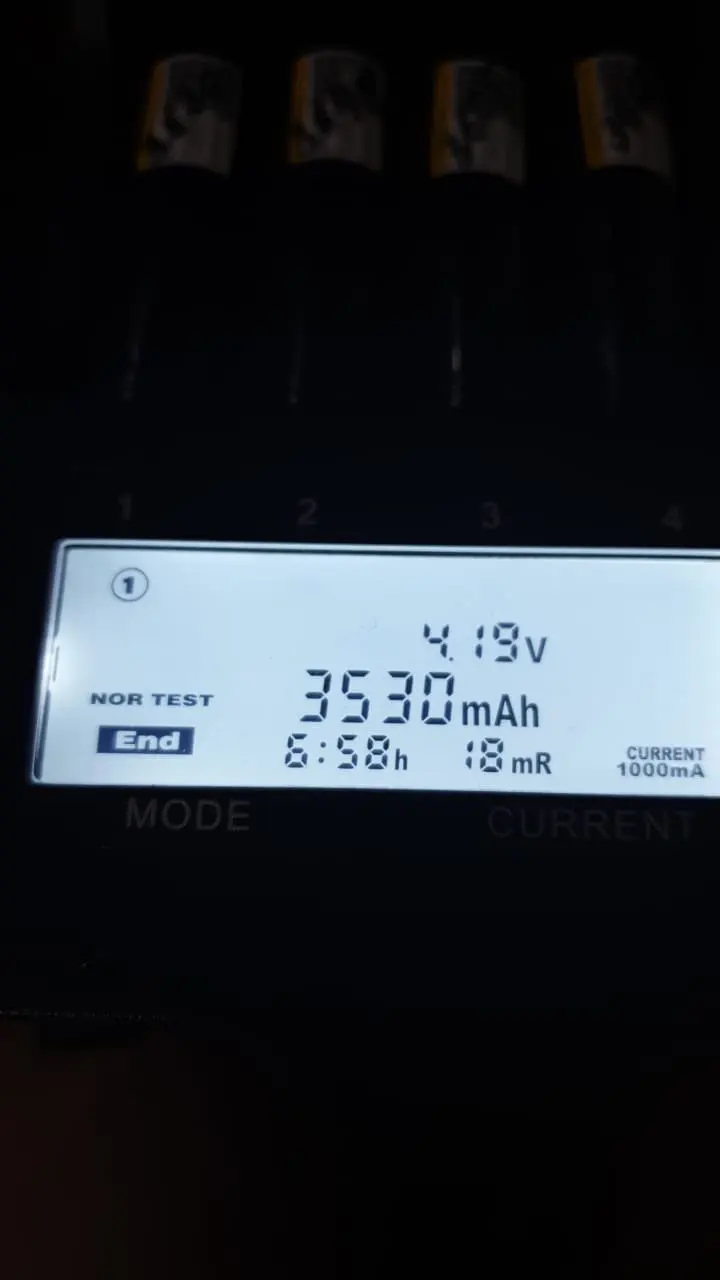 1 2 3 4
1
4.19V
NOR TEST 3530mAh
End 6:58h 18mR CURRENT
1000mA
MODE CURRENT